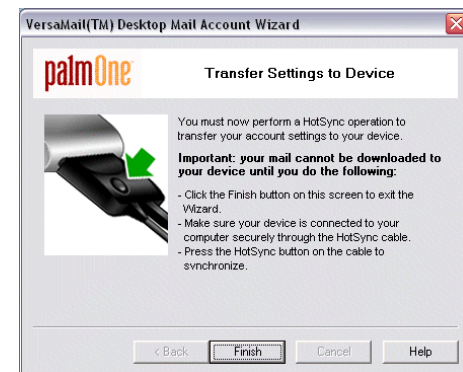 VersaMail(TM) Desktop Mail Account Wizard
palmOne
Transfer Settings to Device
You must now perform a HotSync operation to
transfer your account settings to your device.
Important: your mail cannot be downloaded to
your device until you do the following:
- Click the Finish button on this screen to exit the
Wizard.
- Make sure your device is connected to your
computer securely through the HotSync cable.
- Press the HotSync button on the cable to
synchronize.
< Back
Finish
Cancel
Help